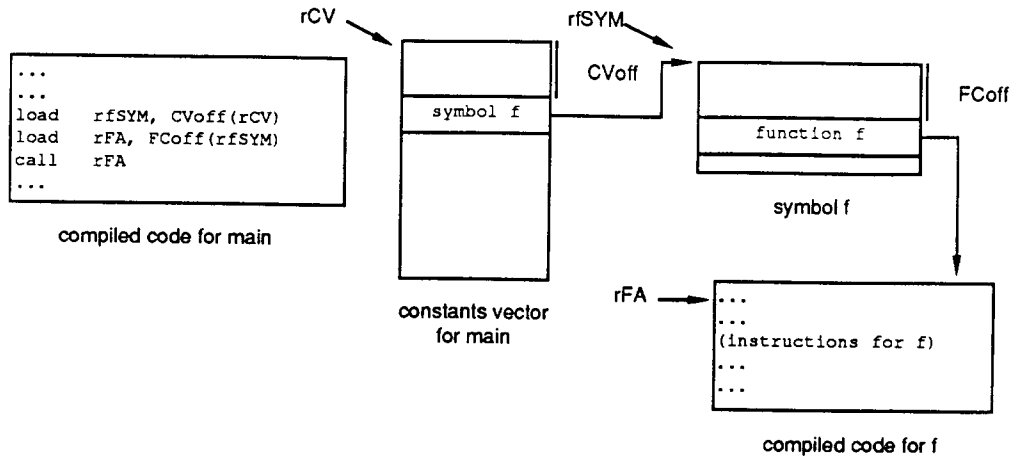 rCV
rfSYM
...
...
load rfSYM, CVoff(rCV)
load rFA, FCoff(rfSYM)
call rFA
...
compiled code for main
symbol f
CVoff
constants vector
for main
FCoff
function f
symbol f
rFA
...
...
(instructions for f)
...
...
compiled code for f